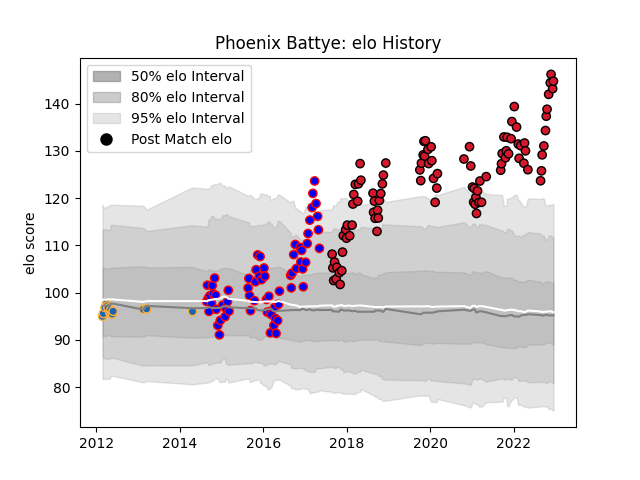 Phoenix Battye: elo History
50% elo Interval
80% elo Interval
95% elo Interval
Post Match elo
elo score
140
130
120
110
100
90
80
2012
2014
2016
2018
2020
2022